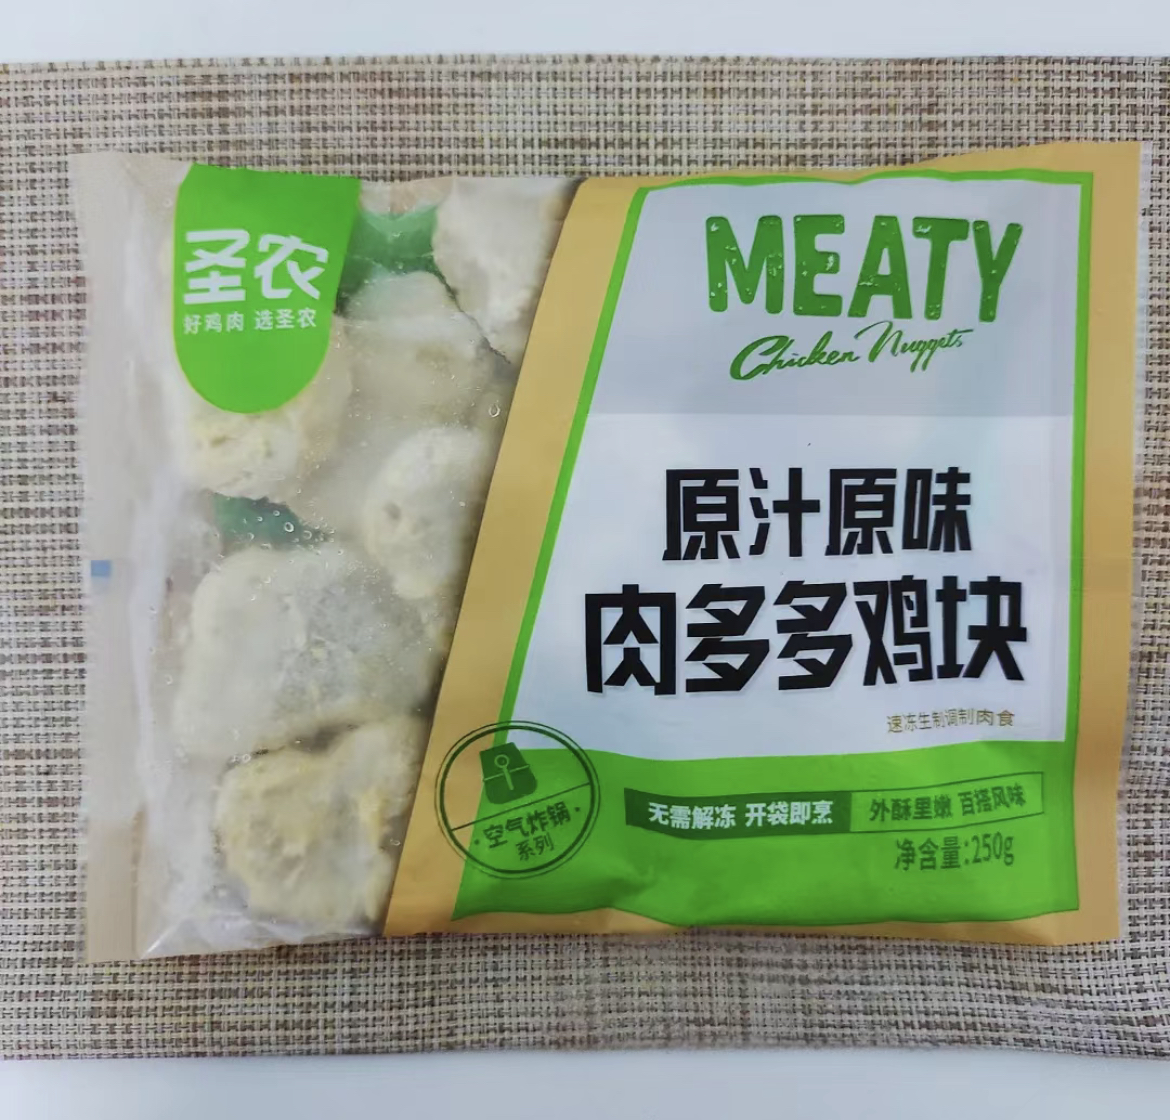 圣农
好鸡肉 选圣农
MEATY
Chicken Nuggets
原汁原味
肉多多鸡块
速冻生制调制肉食
空气炸锅
系列
无需解冻 开袋即烹
外酥里嫩 百搭风味
净含量:250g